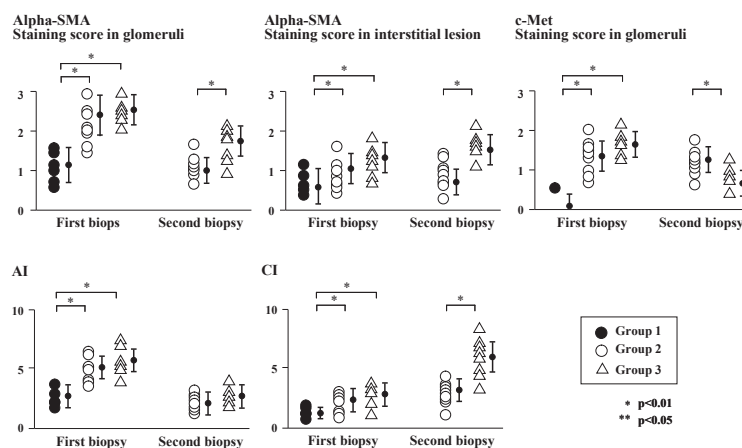 Alpha-SMA
Staining score in glomeruli
*
*
*
3
2
1
0
First biops
Second biopsy
Alpha-SMA
Staining score in interstitial lesion
*
*
*
3
2
1
0
First biopsy
Second biopsy
c-Met
Staining score in glomeruli
*
*
*
3
2
1
0
First biopsy
Second biopsy
AI
*
*
10
5
0
First biopsy
Second biopsy
CI
*
*
*
10
5
0
First biopsy
Second biopsy
Group 1
Group 2
Group 3
* p<0.01
** p<0.05